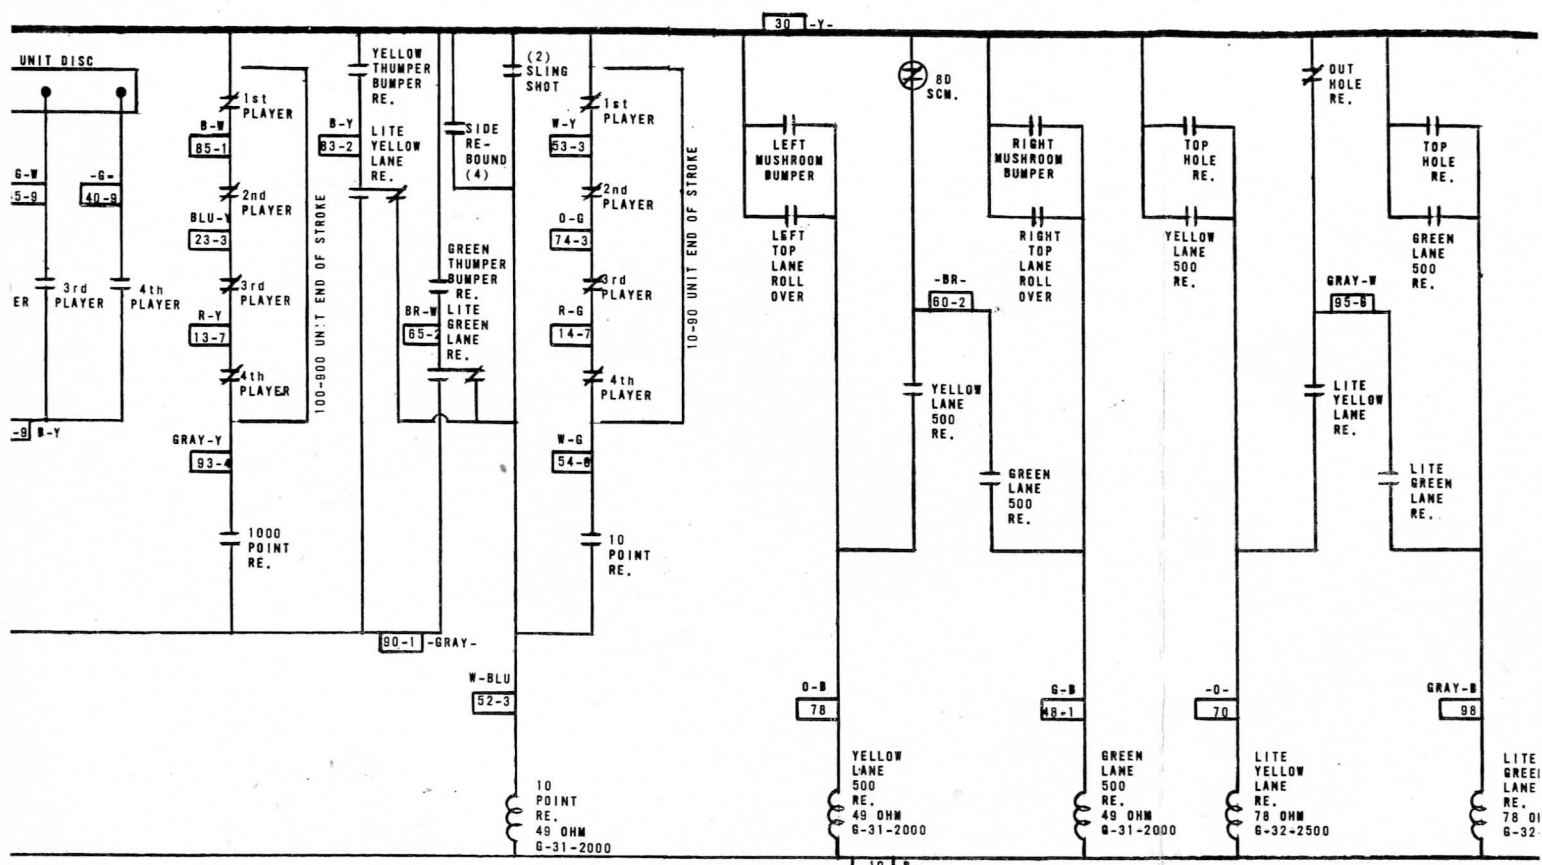 30 -Y-
UNIT DISC
G-W
5-9
-G-
40-9
ER
3rd
PLAYER
4th
PLAYER
-9 B-Y
1st
PLAYER
B-W
85-1
2nd
PLAYER
BLU-Y
23-3
3rd
PLAYER
R-Y
13-7
4th
PLAYER
GRAY-Y
93-4
1000
POINT
RE.
100-900 UNIT END OF STROKE
YELLOW
THUMPER
BUMPER
RE.
B-Y
83-2
LITE
YELLOW
LANE
RE.
SIDE
RE-
BOUND
(4)
GREEN
THUMPER
BUMPER
RE.
BR-W
65-2
LITE
GREEN
LANE
RE.
90-1 -GRAY-
(2)
SLING
SHOT
W-BLU
52-3
10
POINT
RE.
49 OHM
G-31-2000
1st
PLAYER
W-Y
53-3
2nd
PLAYER
O-G
74-3
3rd
PLAYER
R-G
14-7
4th
PLAYER
W-G
54-6
10
POINT
RE.
10-90 UNIT END OF STROKE
LEFT
MUSHROOM
BUMPER
LEFT
TOP
LANE
ROLL
OVER
8D
SCM.
-BR-
60-2
YELLOW
LANE
500
RE.
GREEN
LANE
500
RE.
O-B
78
YELLOW
LANE
500
RE.
49 OHM
G-31-2000
RIGHT
MUSHROOM
BUMPER
RIGHT
TOP
LANE
ROLL
OVER
G-B
48-1
GREEN
LANE
500
RE.
49 OHM
G-31-2000
TOP
HOLE
RE.
YELLOW
LANE
500
RE.
-O-
70
LITE
YELLOW
LANE
RE.
78 OHM
G-32-2500
OUT
HOLE
RE.
GRAY-W
95-6
LITE
YELLOW
LANE
RE.
LITE
GREEN
LANE
RE.
TOP
HOLE
RE.
GREEN
LANE
500
RE.
GRAY-B
98
LITE
GREE
LANE
RE.
78 O
G-32-